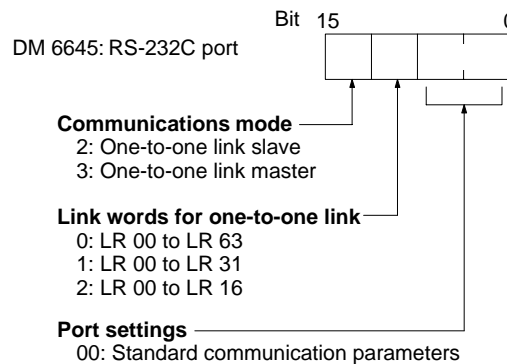 Bit 15 0
DM 6645: RS-232C port
Communications mode
2: One-to-one link slave
3: One-to-one link master
Link words for one-to-one link
0: LR 00 to LR 63
1: LR 00 to LR 31
2: LR 00 to LR 16
Port settings
00: Standard communication parameters